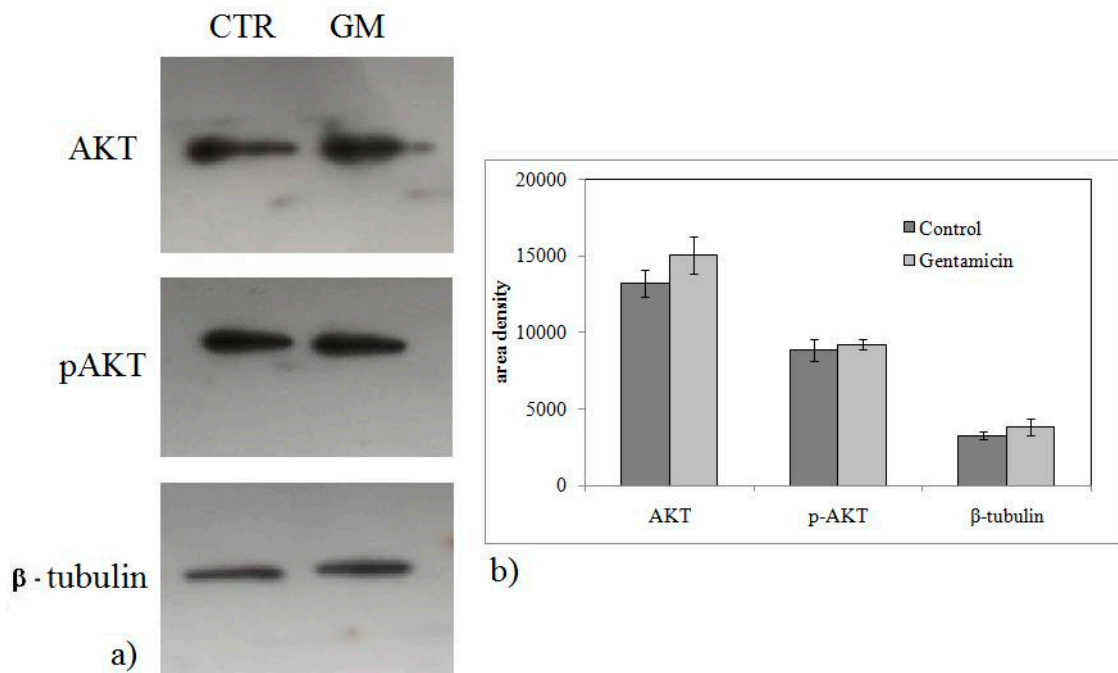 CTR GM
AKT
pAKT
β - tubulin
a)
20000
15000
10000
5000
0
area density
Control
Gentamicin
AKT p-AKT β-tubulin
b)